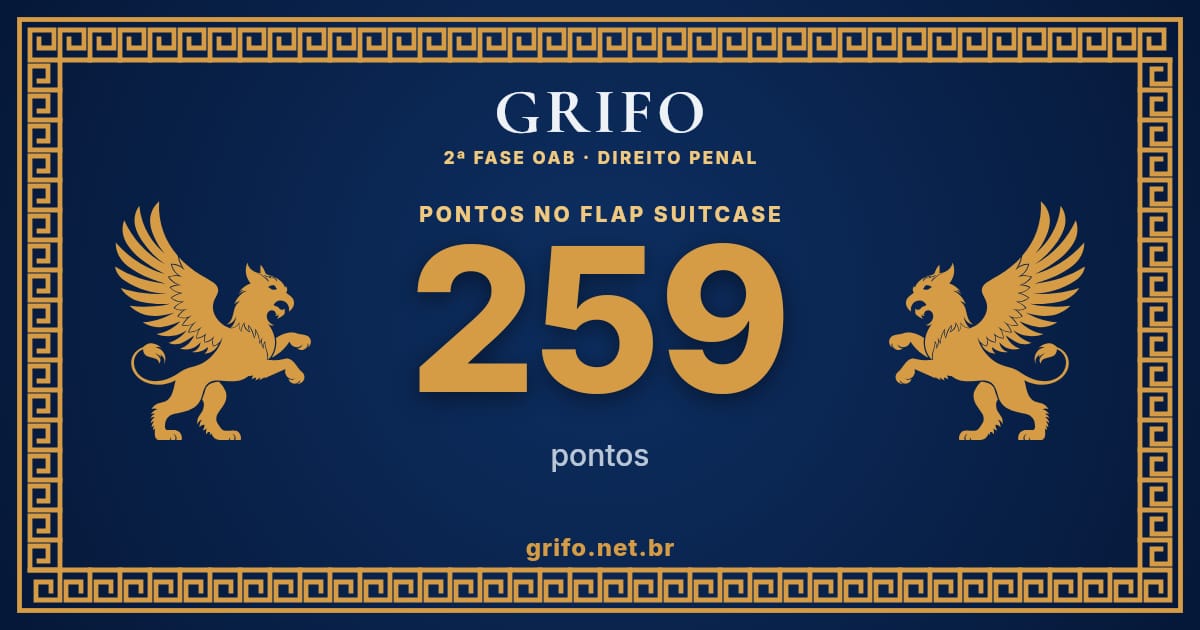 GRIFO
2ª FASE OAB · DIREITO PENAL
PONTOS NO FLAP SUITCASE
259
pontos
grifo.net.br